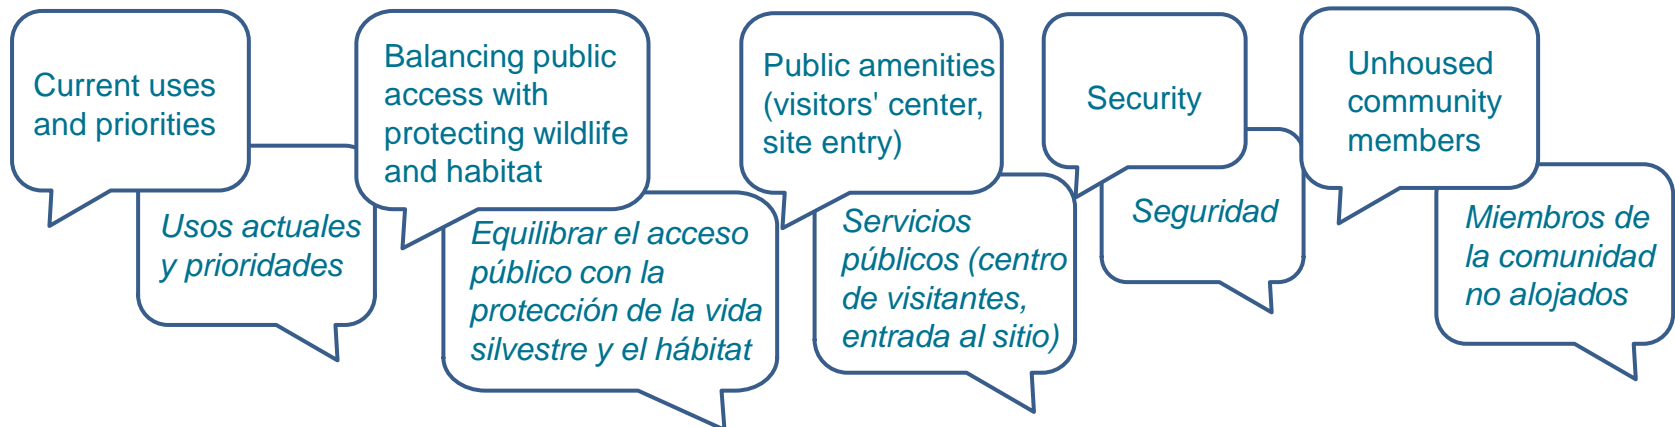 Current uses
and priorities
Usos actuales
y prioridades
Balancing public
access with
protecting wildlife
and habitat
Equilibrar el acceso
público con la
protección de la vida
silvestre y el hábitat
Public amenities
(visitors' center,
site entry)
Servicios
públicos (centro
de visitantes,
entrada al sitio)
Security
Seguridad
Unhoused
community
members
Miembros de
la comunidad
no alojados